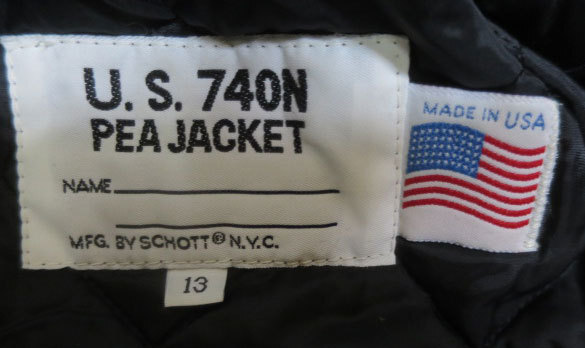 U. S. 740N
PEA JACKET
NAME
MFG. BY SCHOTT® N.Y.C.
13
MADE IN USA